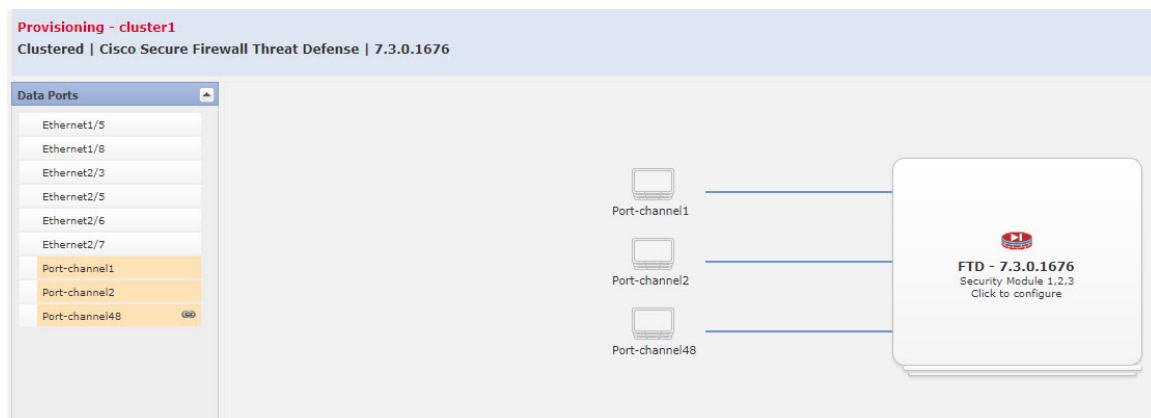 Provisioning - cluster1
Clustered | Cisco Secure Firewall Threat Defense | 7.3.0.1676
Data Ports
Ethernet1/5
Ethernet1/8
Ethernet2/3
Ethernet2/5
Ethernet2/6
Ethernet2/7
Port-channel1
Port-channel2
Port-channel48
Port-channel1
Port-channel2
Port-channel48
FTD - 7.3.0.1676
Security Module 1,2,3
Click to configure